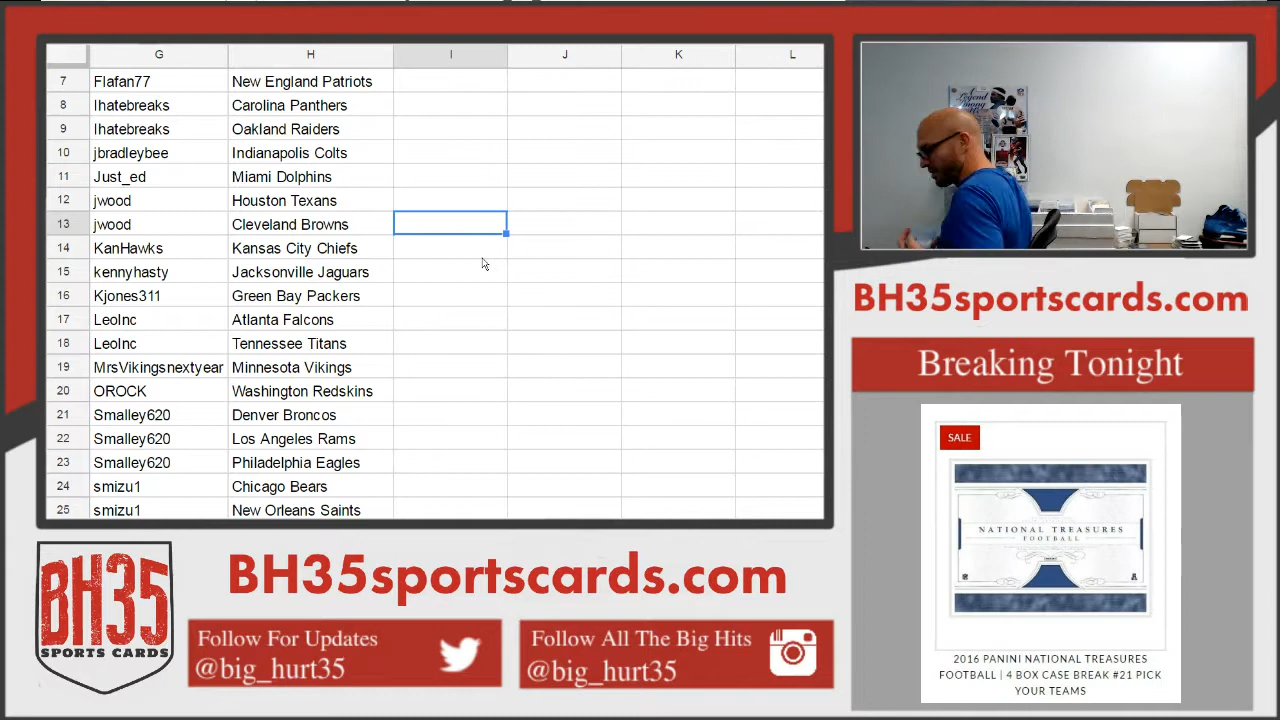 G H I J K L
7 Flafan77 New England Patriots
8 Ihatebreaks Carolina Panthers
9 Ihatebreaks Oakland Raiders
10 jbradleybee Indianapolis Colts
11 Just_ed Miami Dolphins
12 jwood Houston Texans
13 jwood Cleveland Browns
14 KanHawks Kansas City Chiefs
15 kennyhasty Jacksonville Jaguars
16 Kjones311 Green Bay Packers
17 LeoInc Atlanta Falcons
18 LeoInc Tennessee Titans
19 MrsVikingsnextyear Minnesota Vikings
20 OROCK Washington Redskins
21 Smalley620 Denver Broncos
22 Smalley620 Los Angeles Rams
23 Smalley620 Philadelphia Eagles
24 smizu1 Chicago Bears
25 smizu1 New Orleans Saints
BH35sportscards.com
Breaking Tonight
SALE
NATIONAL TREASURES
FOOTBALL
2016 PANINI NATIONAL TREASURES
FOOTBALL | 4 BOX CASE BREAK #21 PICK
YOUR TEAMS
BH35
SPORTS CARDS
BH35sportscards.com
Follow For Updates
@big_hurt35
Follow All The Big Hits
@big_hurt35